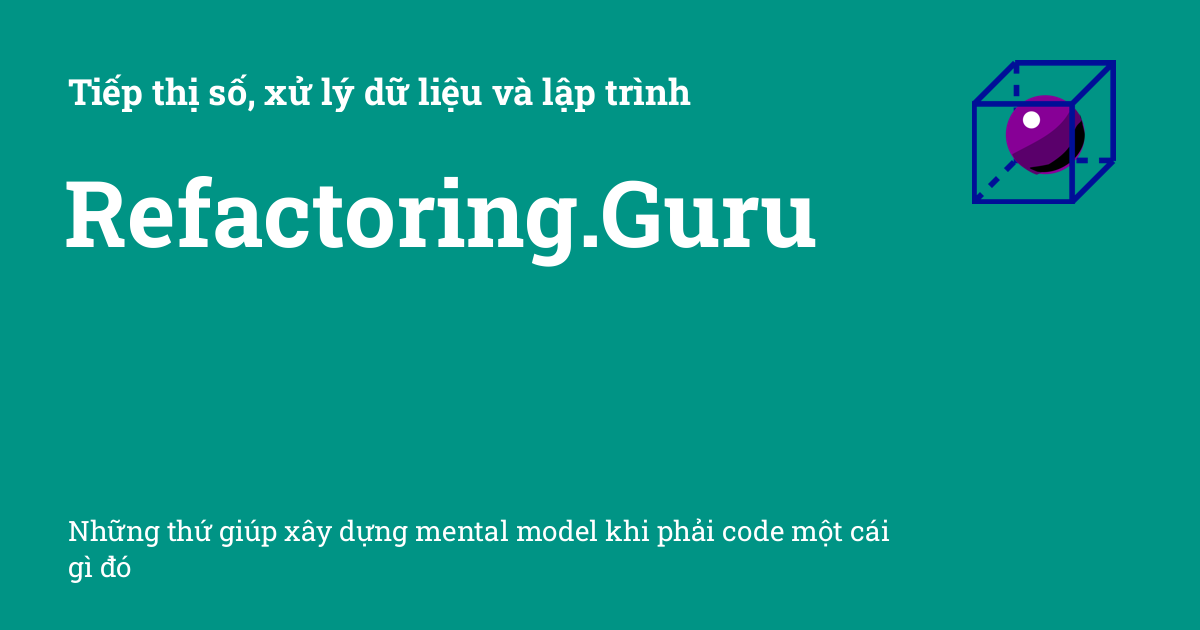 Tiếp thị số, xử lý dữ liệu và lập trình
Refactoring.Guru
Những thứ giúp xây dựng mental model khi phải code một cái
gì đó